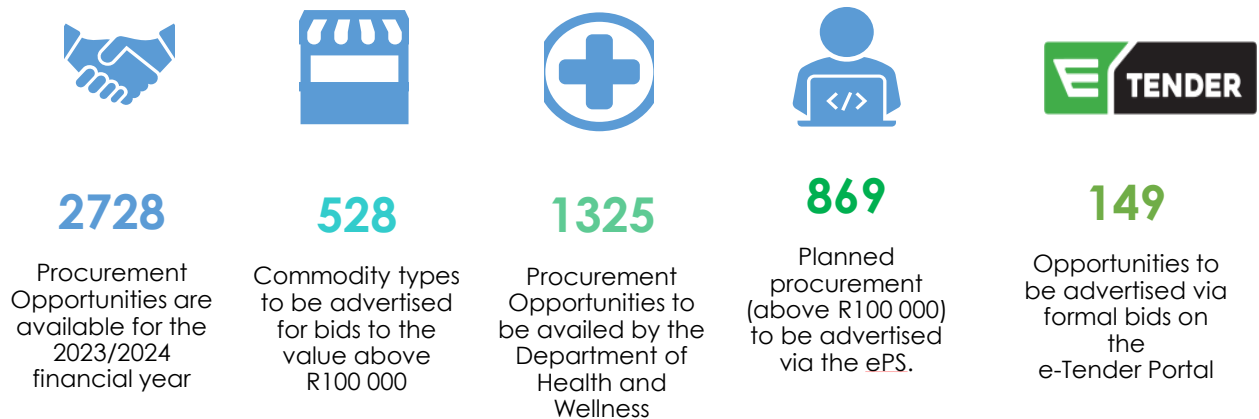 </>
E TENDER
2728
Procurement
Opportunities are
available for the
2023/2024
financial year
528
Commodity types
to be advertised
for bids to the
value above
R100 000
1325
Procurement
Opportunities to
be availed by the
Department of
Health and
Wellness
869
Planned
procurement
(above R100 000)
to be advertised
via the ePS.
149
Opportunities to
be advertised via
formal bids on
the
e-Tender Portal